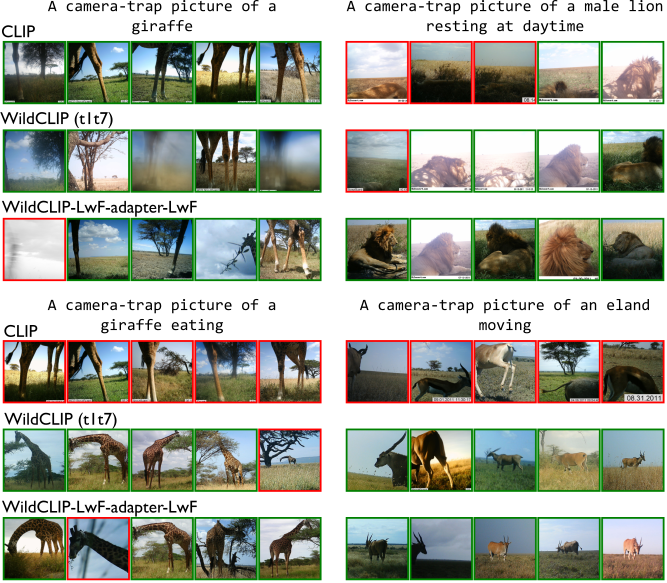 A camera-trap picture of a
giraffe
A camera-trap picture of a male lion
resting at daytime
CLIP
WildCLIP (t1t7)
WildCLIP-LwF-adapter-LwF
A camera-trap picture of a
giraffe eating
A camera-trap picture of an eland
moving
CLIP
08.31.2011
WildCLIP (t1t7)
WildCLIP-LwF-adapter-LwF